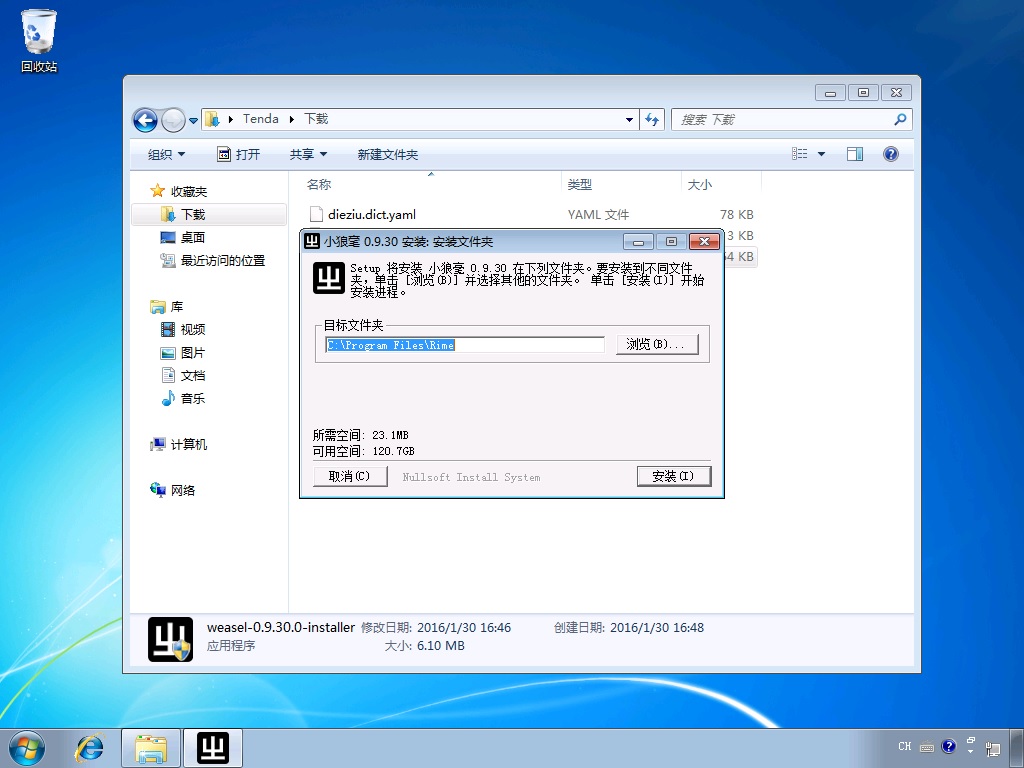 回收站
Tenda
下载
搜索 下载
组织
打开
共享
新建文件夹
收藏夹
下载
桌面
最近访问的位置
库
视频
图片
文档
音乐
计算机
网络
名称
类型
大小
dieziu.dict.yaml
YAML 文件
78 KB
3 KB
64 KB
小狼毫 0.9.30 安装: 安装文件夹
Setup 将安装 小狼毫 0.9.30 在下列文件夹。要安装到不同文件
夹，单击 [浏览(B)] 并选择其他的文件夹。 单击 [安装(I)] 开始
安装进程。
目标文件夹
C:\Program Files\Rime
浏览(B)...
所需空间: 23.1MB
可用空间: 120.7GB
取消(C)
Nullsoft Install System
安装(I)
weasel-0.9.30.0-installer 修改日期: 2016/1/30 16:46 创建日期: 2016/1/30 16:48
应用程序 大小: 6.10 MB
CH